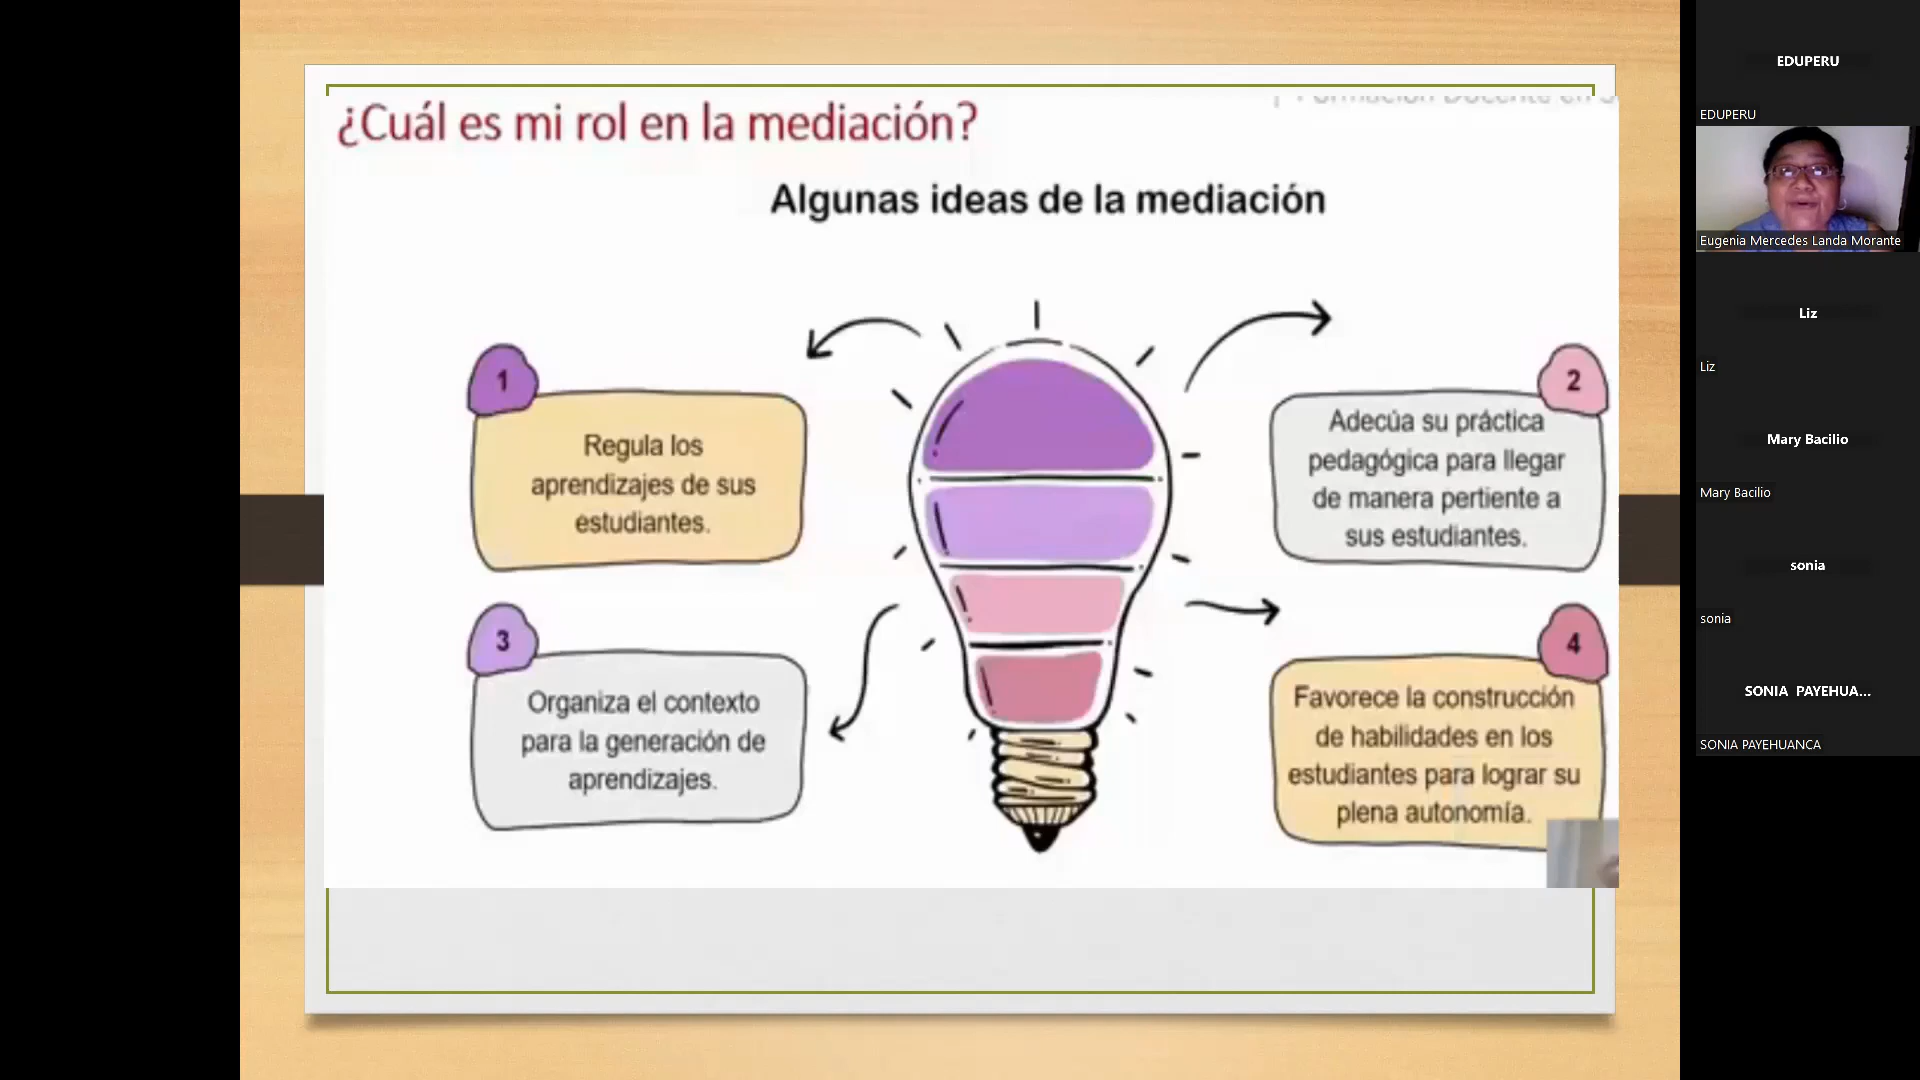 ¿Cuál es mi rol en la mediación?
Formación Docente en
Algunas ideas de la mediación
1
Regula los
aprendizajes de sus
estudiantes.
2
Adecúa su práctica
pedagógica para llegar
de manera pertiente a
sus estudiantes.
3
Organiza el contexto
para la generación de
aprendizajes.
4
Favorece la construcción
de habilidades en los
estudiantes para lograr su
plena autonomía.
EDUPERU
EDUPERU
Eugenia Mercedes Landa Morante
Liz
Liz
Mary Bacilio
Mary Bacilio
sonia
sonia
SONIA PAYEHUA...
SONIA PAYEHUANCA